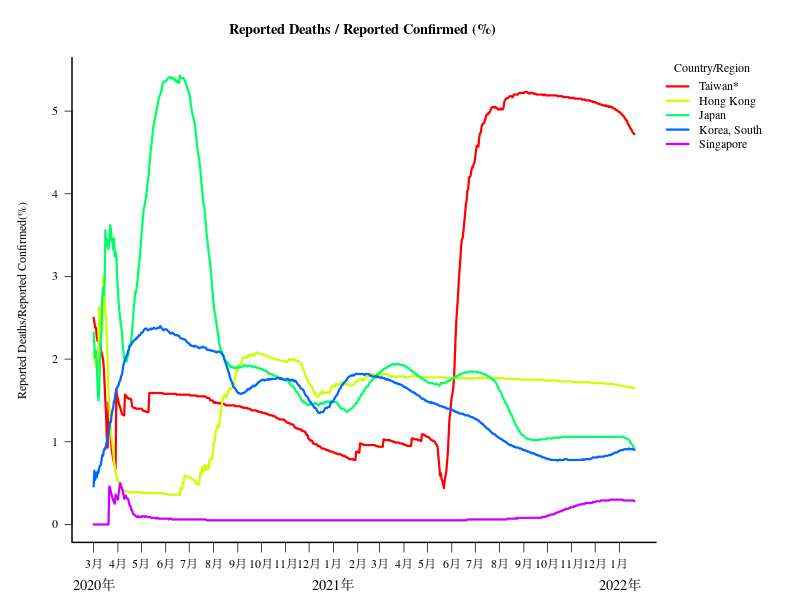 Reported Deaths / Reported Confirmed (%)
Country/Region
Taiwan*
Hong Kong
Japan
Korea, South
Singapore
Reported Deaths/Reported Confirmed(%)
5
4
3
2
1
0
3月 4月 5月 6月 7月 8月 9月 10月 11月 12月 1月 2月 3月 4月 5月 6月 7月 8月 9月 10月 11月 12月 1月
2020年 2021年 2022年